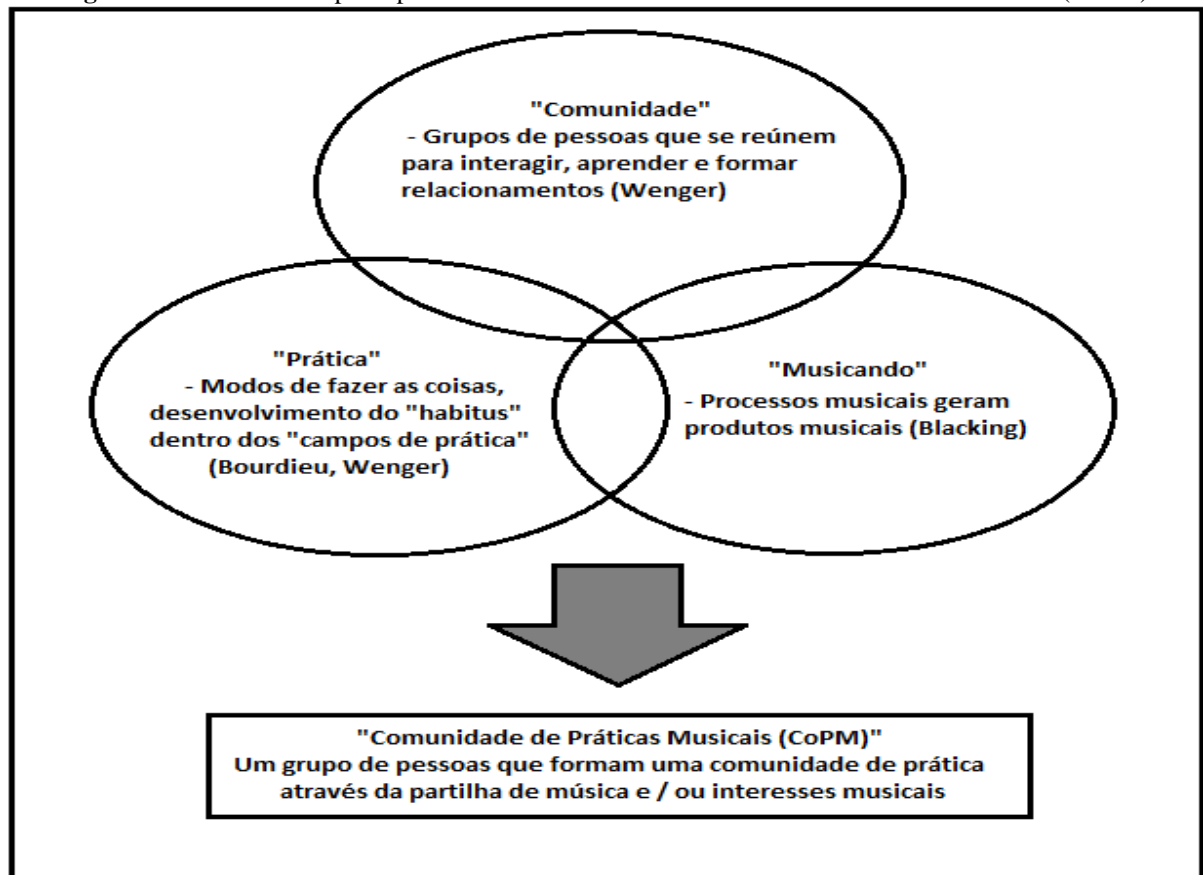 "Comunidade"
- Grupos de pessoas que se reúnem
para interagir, aprender e formar
relacionamentos (Wenger)
"Prática"
- Modos de fazer as coisas,
desenvolvimento do "habitus"
dentro dos "campos de prática"
(Bourdieu, Wenger)
"Musicando"
- Processos musicais geram
produtos musicais (Blacking)
"Comunidade de Práticas Musicais (CoPM)"
Um grupo de pessoas que formam uma comunidade de prática
através da partilha de música e / ou interesses musicais